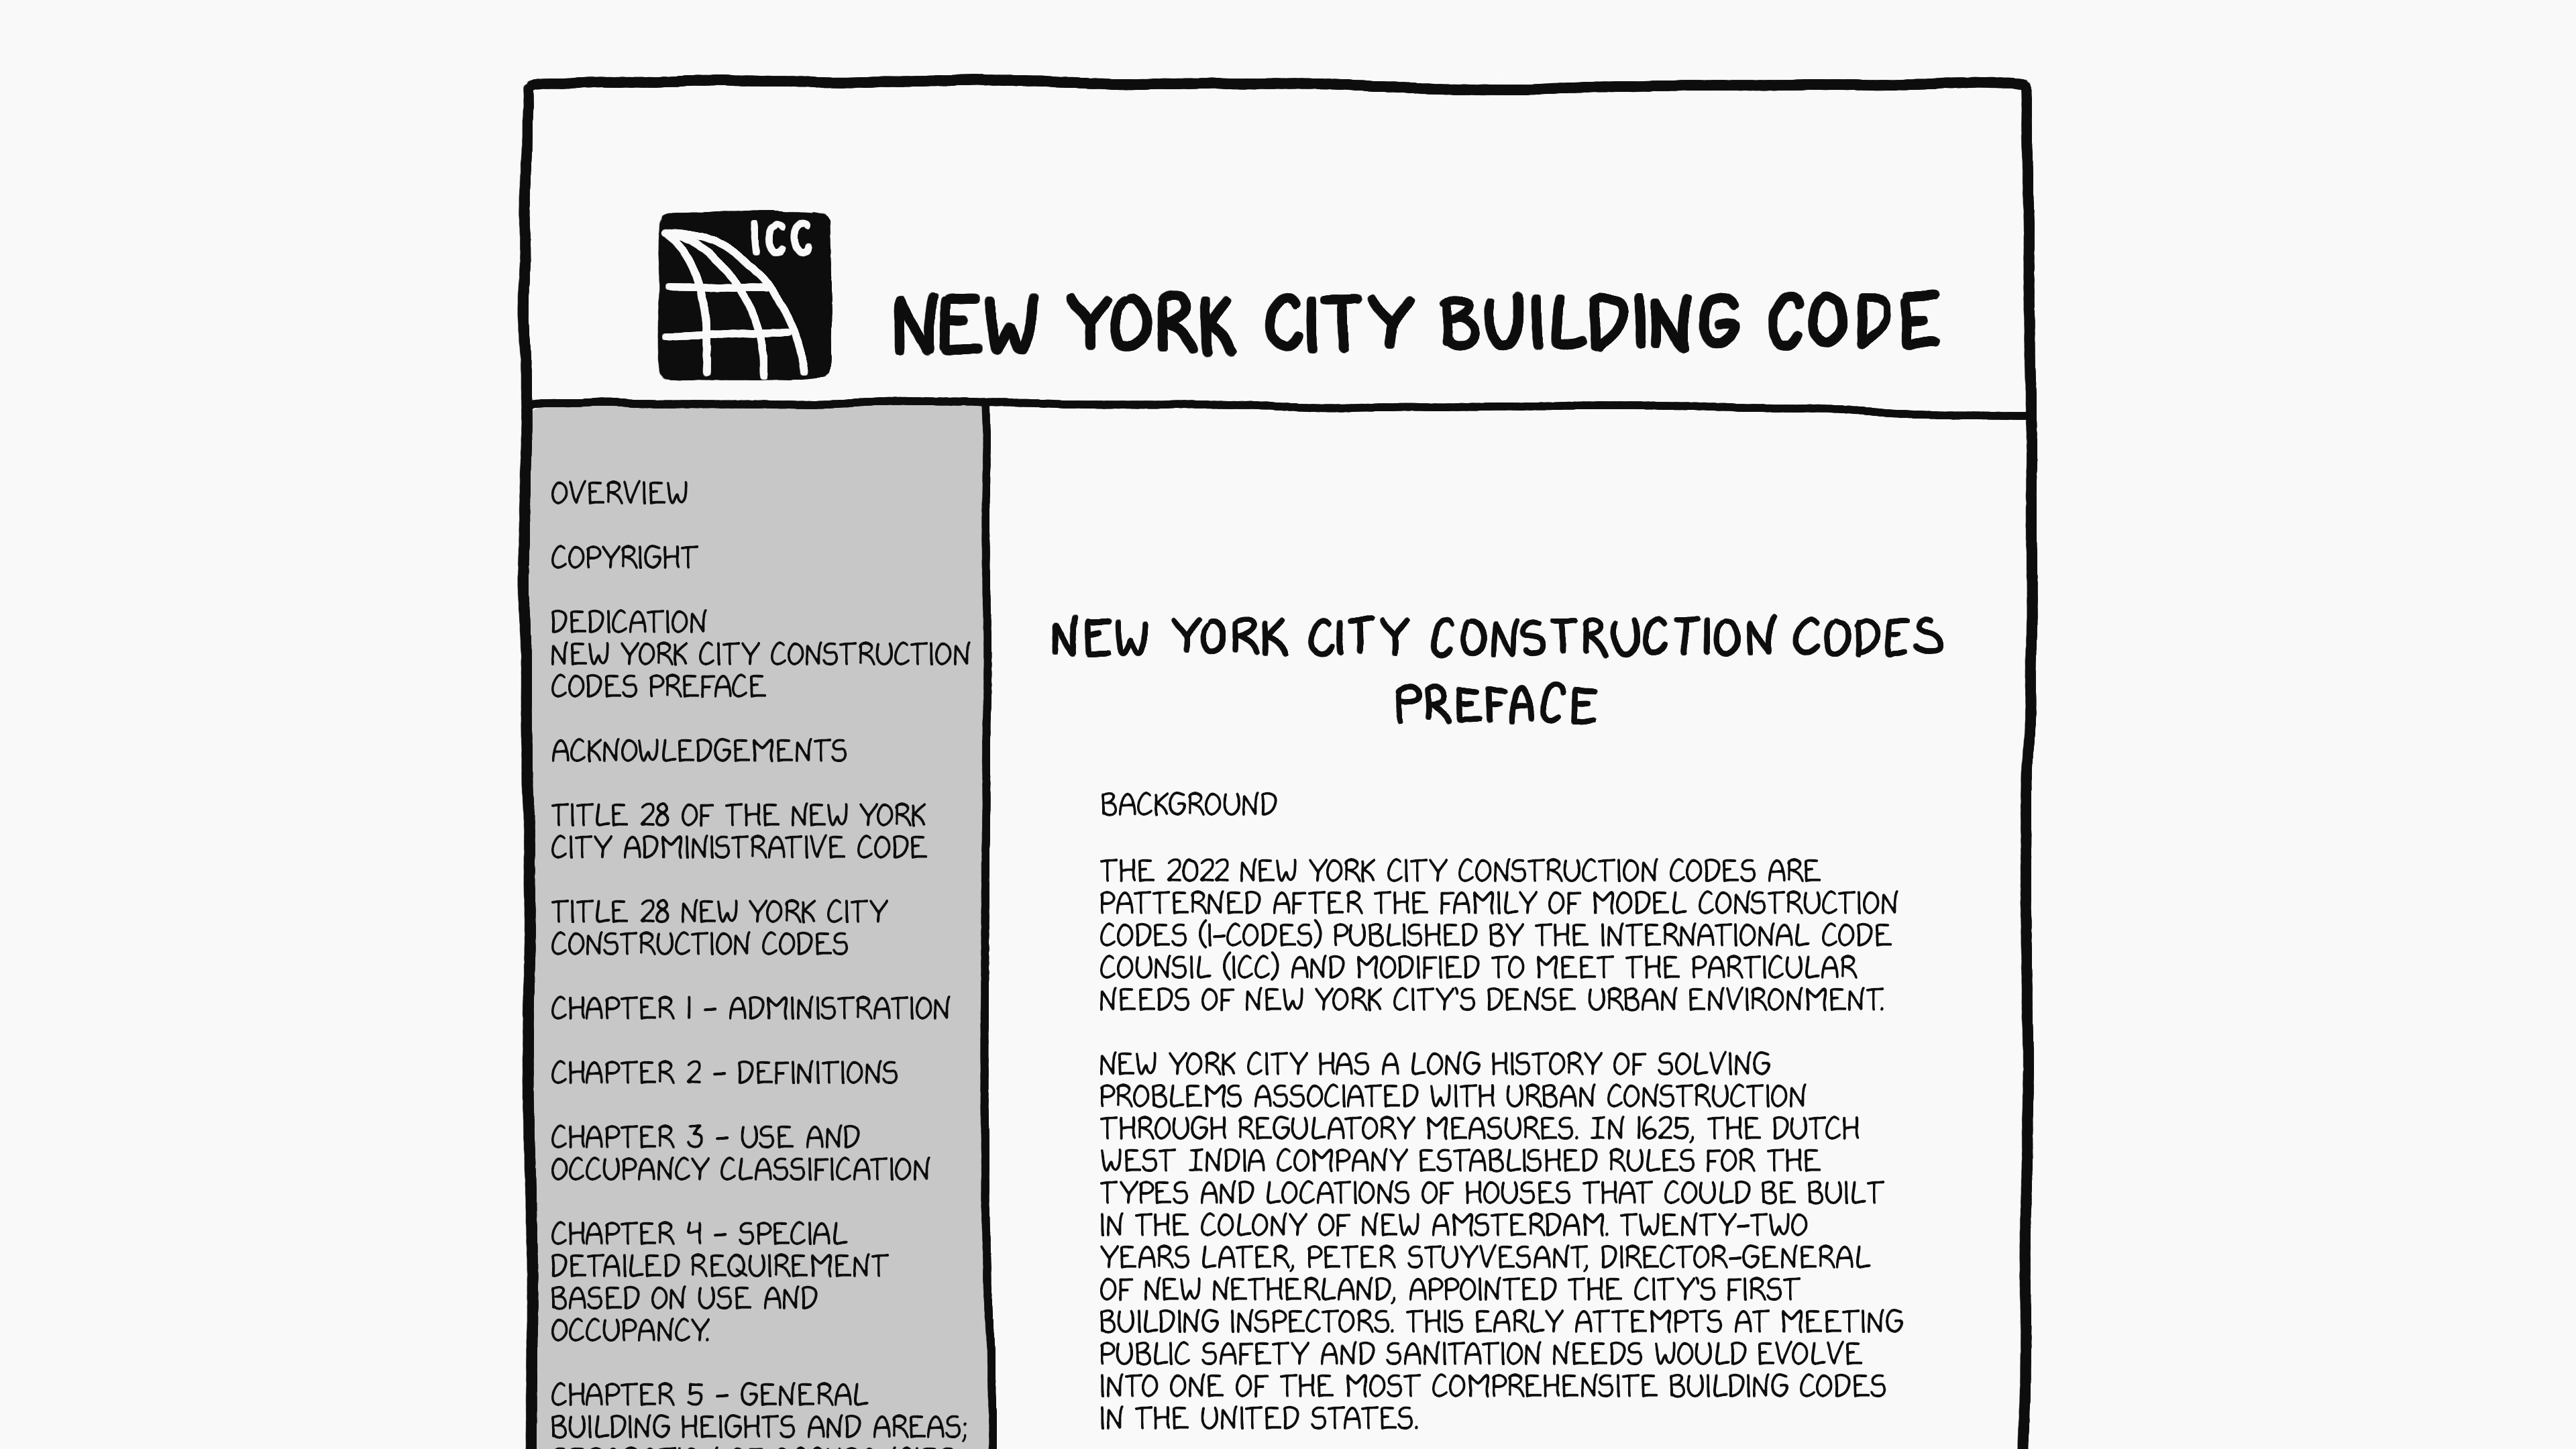 ICC
NEW YORK CITY BUILDING CODE
OVERVIEW
COPYRIGHT
DEDICATION
NEW YORK CITY CONSTRUCTION
CODES PREFACE
ACKNOWLEDGEMENTS
TITLE 28 OF THE NEW YORK
CITY ADMINISTRATIVE CODE
TITLE 28 NEW YORK CITY
CONSTRUCTION CODES
CHAPTER 1 - ADMINISTRATION
CHAPTER 2 - DEFINITIONS
CHAPTER 3 - USE AND
OCCUPANCY CLASSIFICATION
CHAPTER 4 - SPECIAL
DETAILED REQUIREMENT
BASED ON USE AND
OCCUPANCY.
CHAPTER 5 - GENERAL
BUILDING HEIGHTS AND AREAS;
NEW YORK CITY CONSTRUCTION CODES
PREFACE
BACKGROUND
THE 2022 NEW YORK CITY CONSTRUCTION CODES ARE
PATTERNED AFTER THE FAMILY OF MODEL CONSTRUCTION
CODES (I-CODES) PUBLISHED BY THE INTERNATIONAL CODE
COUNSIL (ICC) AND MODIFIED TO MEET THE PARTICULAR
NEEDS OF NEW YORK CITY'S DENSE URBAN ENVIRONMENT.
NEW YORK CITY HAS A LONG HISTORY OF SOLVING
PROBLEMS ASSOCIATED WITH URBAN CONSTRUCTION
THROUGH REGULATORY MEASURES. IN 1625, THE DUTCH
WEST INDIA COMPANY ESTABLISHED RULES FOR THE
TYPES AND LOCATIONS OF HOUSES THAT COULD BE BUILT
IN THE COLONY OF NEW AMSTERDAM. TWENTY-TWO
YEARS LATER, PETER STUYVESANT, DIRECTOR-GENERAL
OF NEW NETHERLAND, APPOINTED THE CITY'S FIRST
BUILDING INSPECTORS. THIS EARLY ATTEMPTS AT MEETING
PUBLIC SAFETY AND SANITATION NEEDS WOULD EVOLVE
INTO ONE OF THE MOST COMPREHENSITE BUILDING CODES
IN THE UNITED STATES.